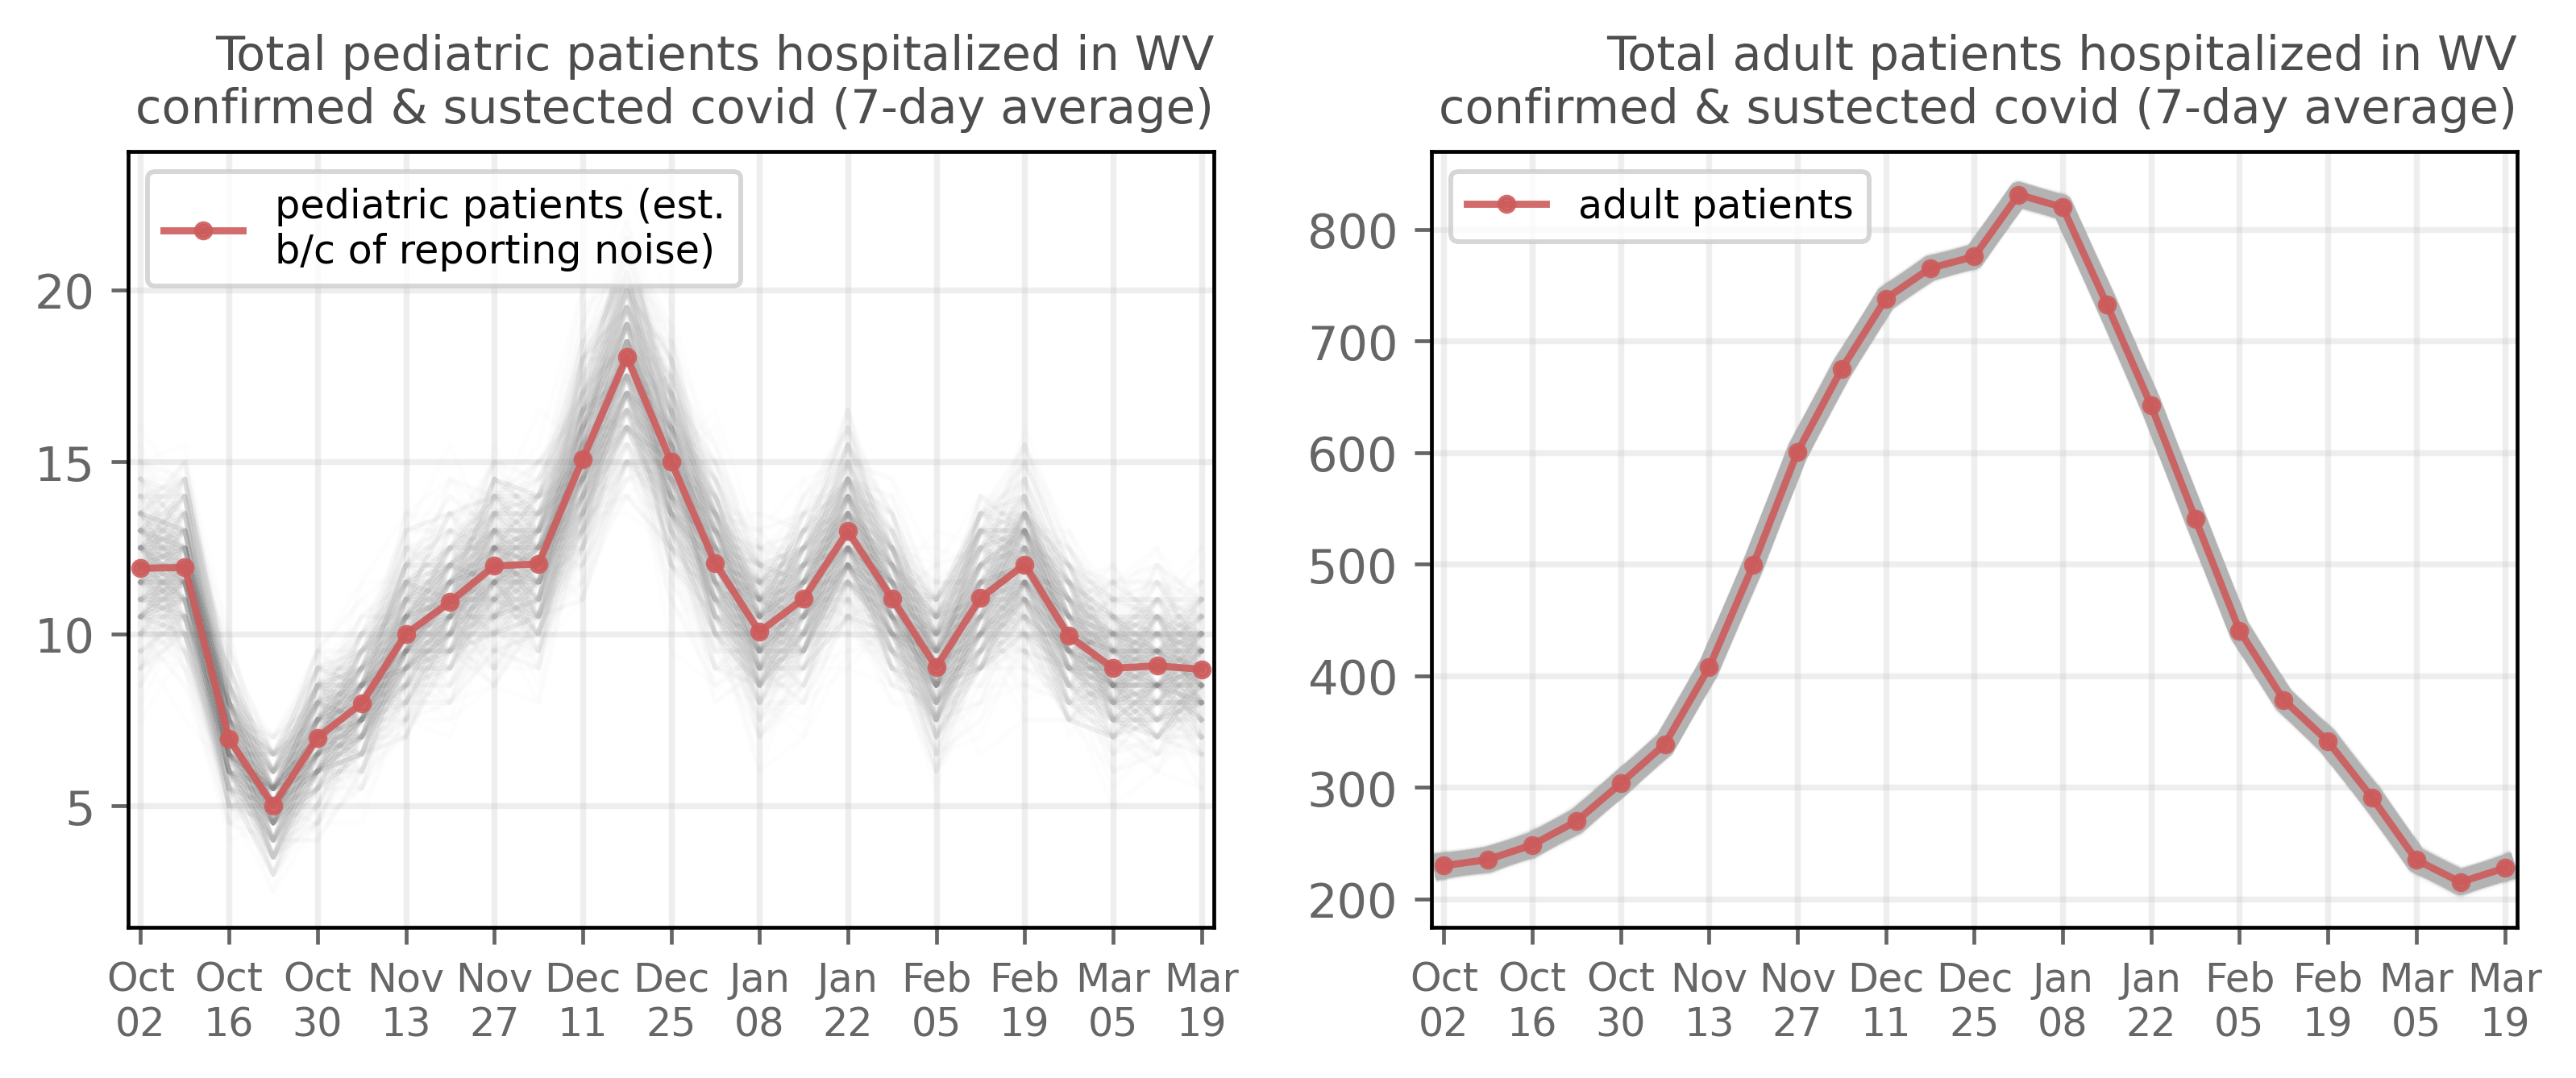 Total pediatric patients hospitalized in WV
confirmed & sustected covid (7-day average)
pediatric patients (est.
b/c of reporting noise)
20
15
10
5
Oct Oct Oct Nov Nov Dec Dec Jan Jan Feb Feb Mar Mar
02 16 30 13 27 11 25 08 22 05 19 05 19
Total adult patients hospitalized in WV
confirmed & sustected covid (7-day average)
adult patients
800
700
600
500
400
300
200
Oct Oct Oct Nov Nov Dec Dec Jan Jan Feb Feb Mar Mar
02 16 30 13 27 11 25 08 22 05 19 05 19